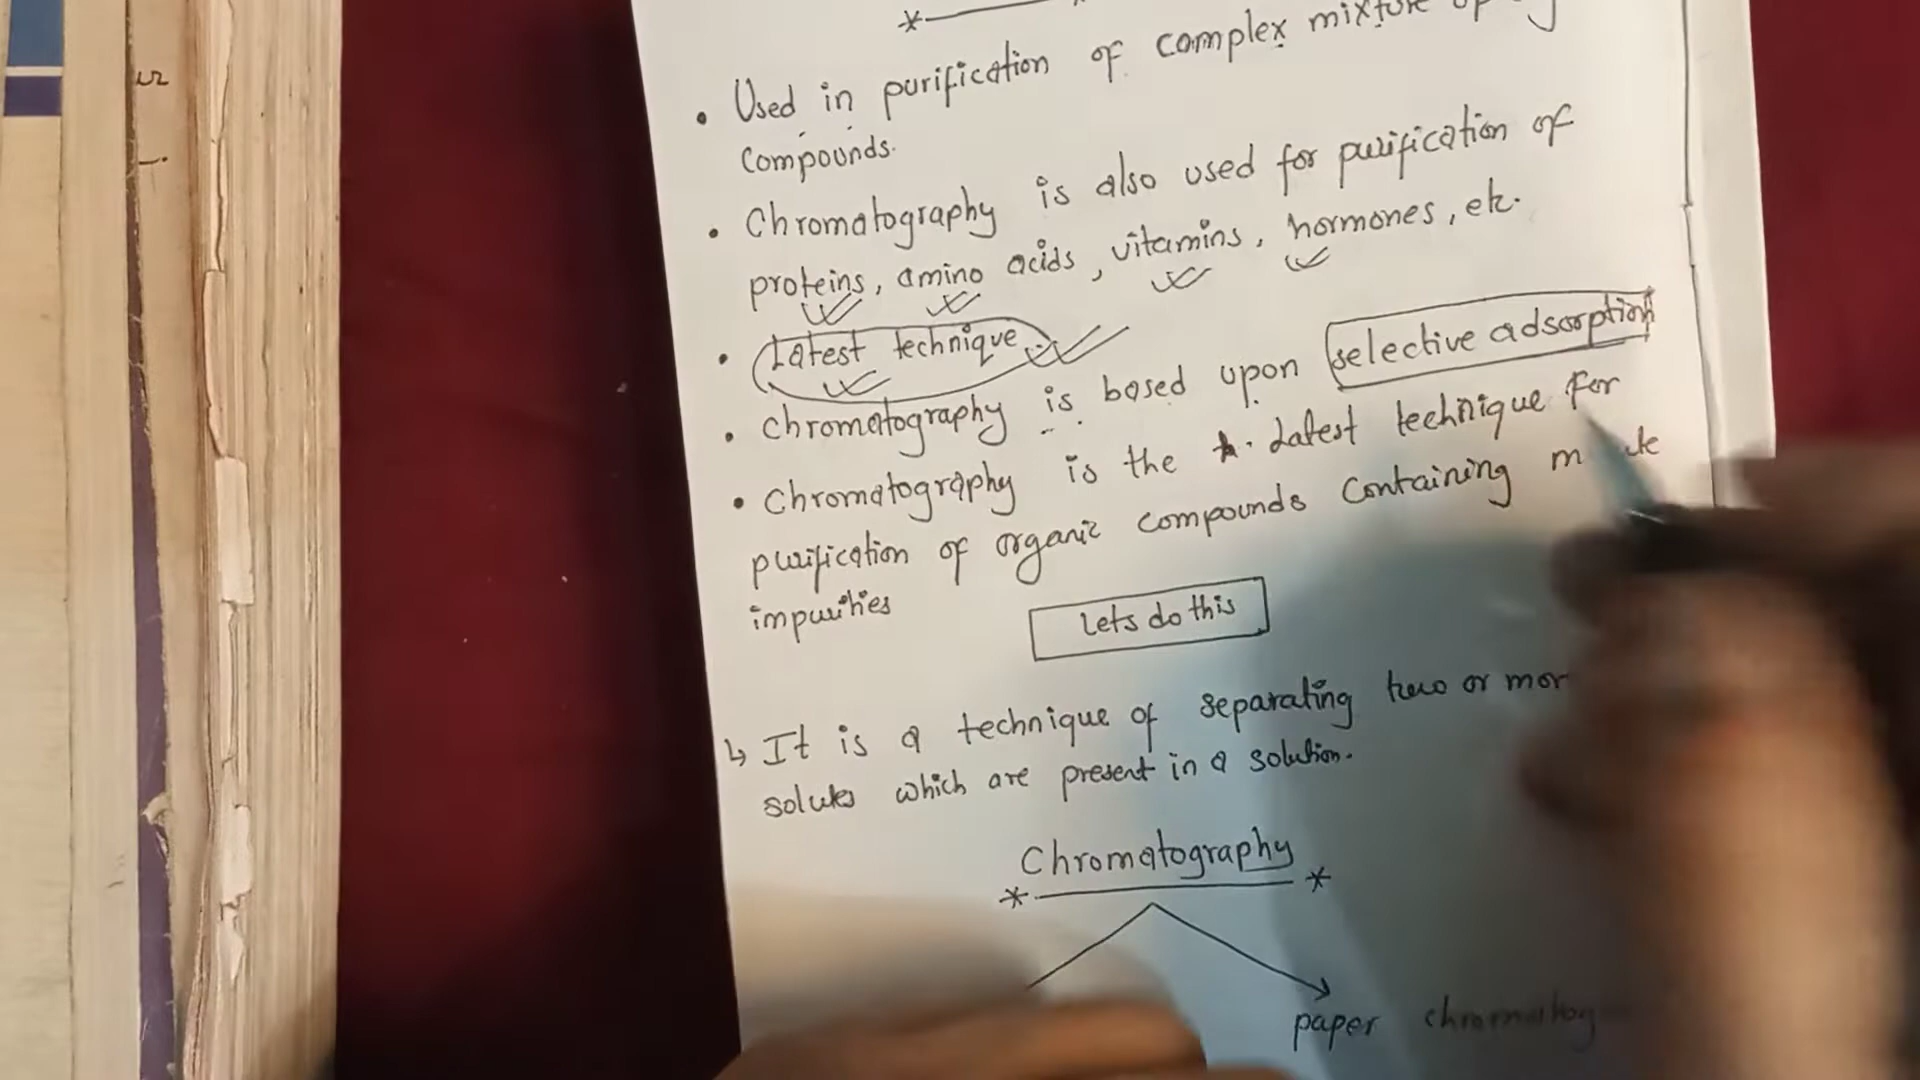 • Used in purification of complex mixture
compounds.
• Chromatography is also used for purification of
proteins, amino acids, vitamins, hormones, etc.
• Latest technique.
• chromatography is based upon selective adsorption
• Chromatography is the Latest technique for
purification of organic compounds containing
impurities
Lets do this
↳ It is a technique of separating two or mor
solutes which are present in a solution.
Chromatography
paper chromatog